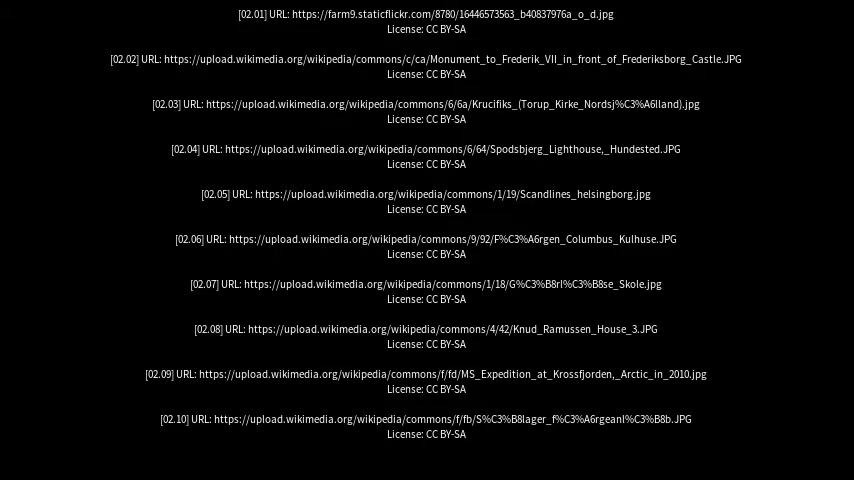 [02.01] URL: https://farm9.staticflickr.com/8780/16446573563_b40837976a_o_d.jpg
License: CC BY-SA
[02.02] URL: https://upload.wikimedia.org/wikipedia/commons/c/ca/Monument_to_Frederik_VII_in_front_of_Frederiksborg_Castle.JPG
License: CC BY-SA
[02.03] URL: https://upload.wikimedia.org/wikipedia/commons/6/6a/Krucifiks_(Torup_Kirke_Nordsj%C3%A6lland).jpg
License: CC BY-SA
[02.04] URL: https://upload.wikimedia.org/wikipedia/commons/6/64/Spodsbjerg_Lighthouse,_Hundested.JPG
License: CC BY-SA
[02.05] URL: https://upload.wikimedia.org/wikipedia/commons/1/19/Scandlines_helsingborg.jpg
License: CC BY-SA
[02.06] URL: https://upload.wikimedia.org/wikipedia/commons/9/92/F%C3%A6rgen_Columbus_Kulhuse.JPG
License: CC BY-SA
[02.07] URL: https://upload.wikimedia.org/wikipedia/commons/1/18/G%C3%B8rl%C3%B8se_Skole.jpg
License: CC BY-SA
[02.08] URL: https://upload.wikimedia.org/wikipedia/commons/4/42/Knud_Ramussen_House_3.JPG
License: CC BY-SA
[02.09] URL: https://upload.wikimedia.org/wikipedia/commons/f/fd/MS_Expedition_at_Krossfjorden,_Arctic_in_2010.jpg
License: CC BY-SA
[02.10] URL: https://upload.wikimedia.org/wikipedia/commons/f/fb/S%C3%B8lager_f%C3%A6rgeanl%C3%B8b.JPG
License: CC BY-SA